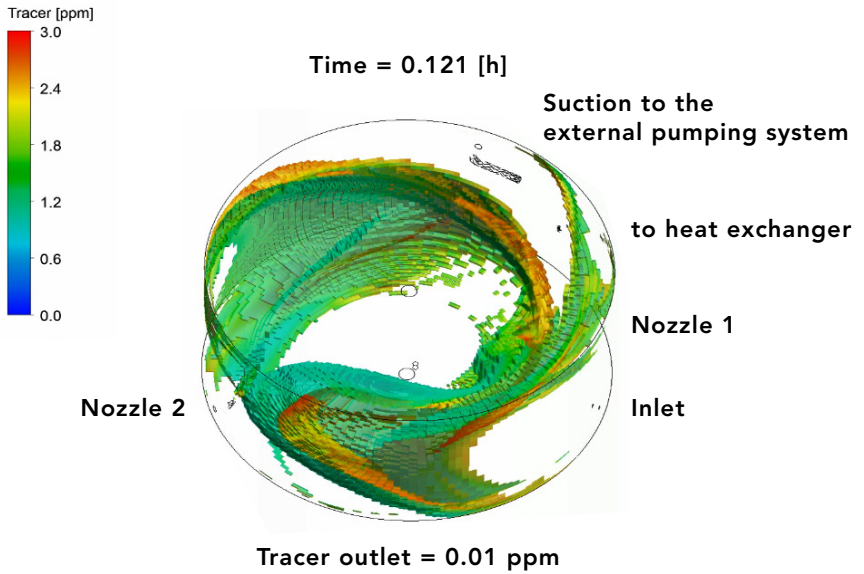 Tracer [ppm]
3.0
2.4
1.8
1.2
0.6
0.0
Time = 0.121 [h]
Suction to the
external pumping system
to heat exchanger
Nozzle 1
Nozzle 2
Inlet
Tracer outlet = 0.01 ppm